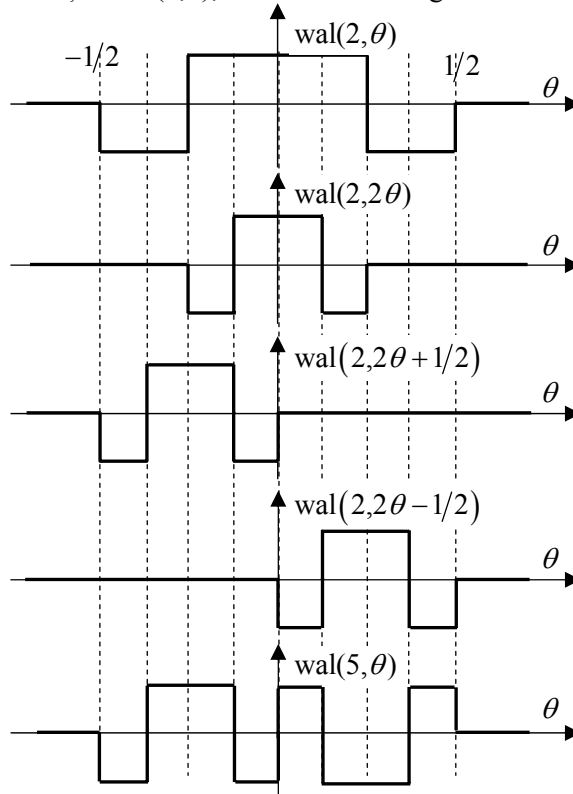 wal(2,θ)
−1/2
1/2
θ
wal(2,2θ)
θ
wal(2,2θ+1/2)
θ
wal(2,2θ−1/2)
θ
wal(5,θ)
θ